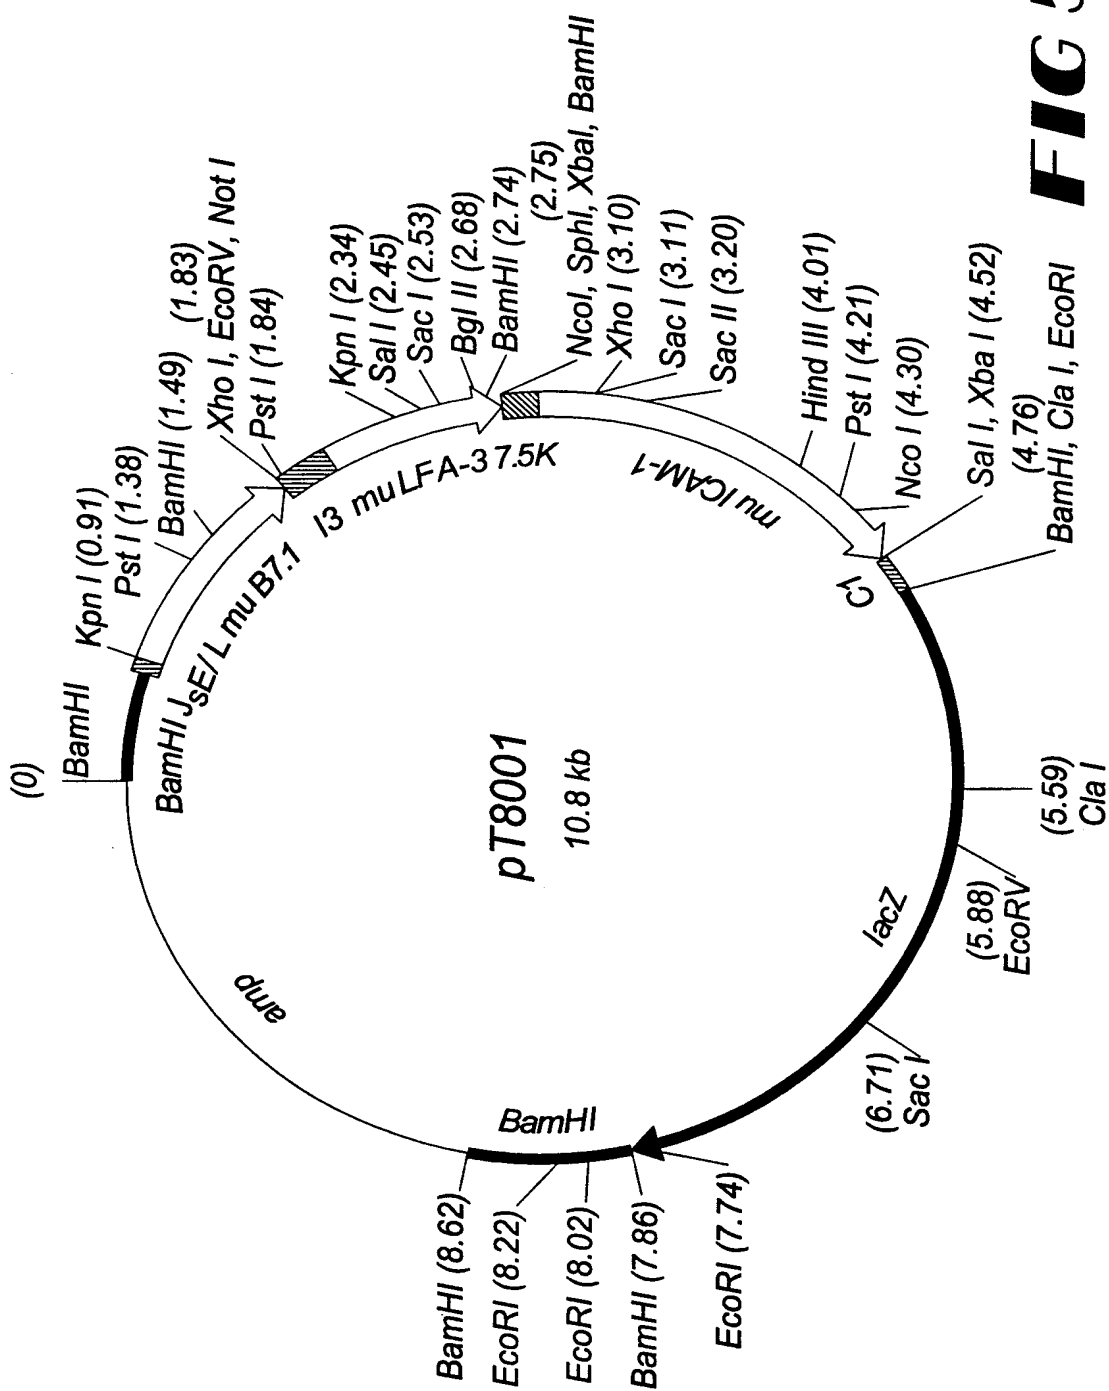 (0)
BamHI
Kpn I (0.91)
Pst I (1.38)
BamHI (1.49)
(1.83)
Xho I, EcoRV, Not I
Pst I (1.84)
Kpn I (2.34)
Sal I (2.45)
Sac I (2.53)
Bgl II (2.68)
BamHI (2.74)
(2.75)
NcoI, SphI, XbaI, BamHI
Xho I (3.10)
Sac I (3.11)
Sac II (3.20)
Hind III (4.01)
Pst I (4.21)
Nco I (4.30)
Sal I, Xba I (4.52)
(4.76)
BamHI, Cla I, EcoRI
(5.59)
Cla I
(5.88)
EcoRV
(6.71)
Sac I
EcoRI (7.74)
BamHI (7.86)
EcoRI (8.02)
EcoRI (8.22)
BamHI (8.62)
BamHI J
sE/L mu B7.1
I3 mu LFA-3 7.5K
mu ICAM-1
C1
lacZ
BamHI
amp
pT8001
10.8 kb
FIG 5